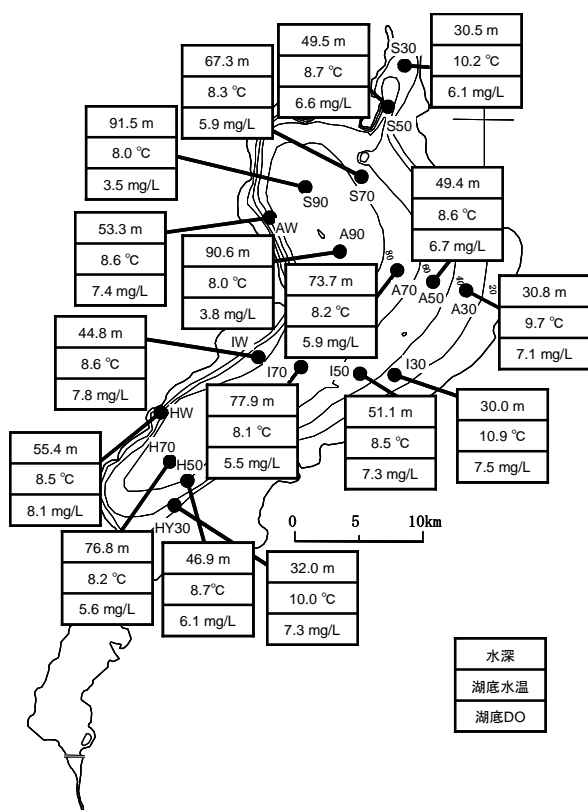 S30
30.5 m
10.2 ℃
6.1 mg/L
49.5 m
8.7 ℃
6.6 mg/L
S50
67.3 m
8.3 ℃
5.9 mg/L
S70
91.5 m
8.0 ℃
3.5 mg/L
S90
49.4 m
8.6 ℃
6.7 mg/L
53.3 m
8.6 ℃
7.4 mg/L
AW
90.6 m
8.0 ℃
3.8 mg/L
A90
73.7 m
8.2 ℃
5.9 mg/L
A70
A50
A30
80
60
40
20
30.8 m
9.7 ℃
7.1 mg/L
44.8 m
8.6 ℃
7.8 mg/L
IW
I70
I50
I30
77.9 m
8.1 ℃
5.5 mg/L
51.1 m
8.5 ℃
7.3 mg/L
30.0 m
10.9 ℃
7.5 mg/L
HW
55.4 m
8.5 ℃
8.1 mg/L
H70
H50
HY30
76.8 m
8.2 ℃
5.6 mg/L
46.9 m
8.7℃
6.1 mg/L
32.0 m
10.0 ℃
7.3 mg/L
0 5 10km
水深
湖底水温
湖底DO